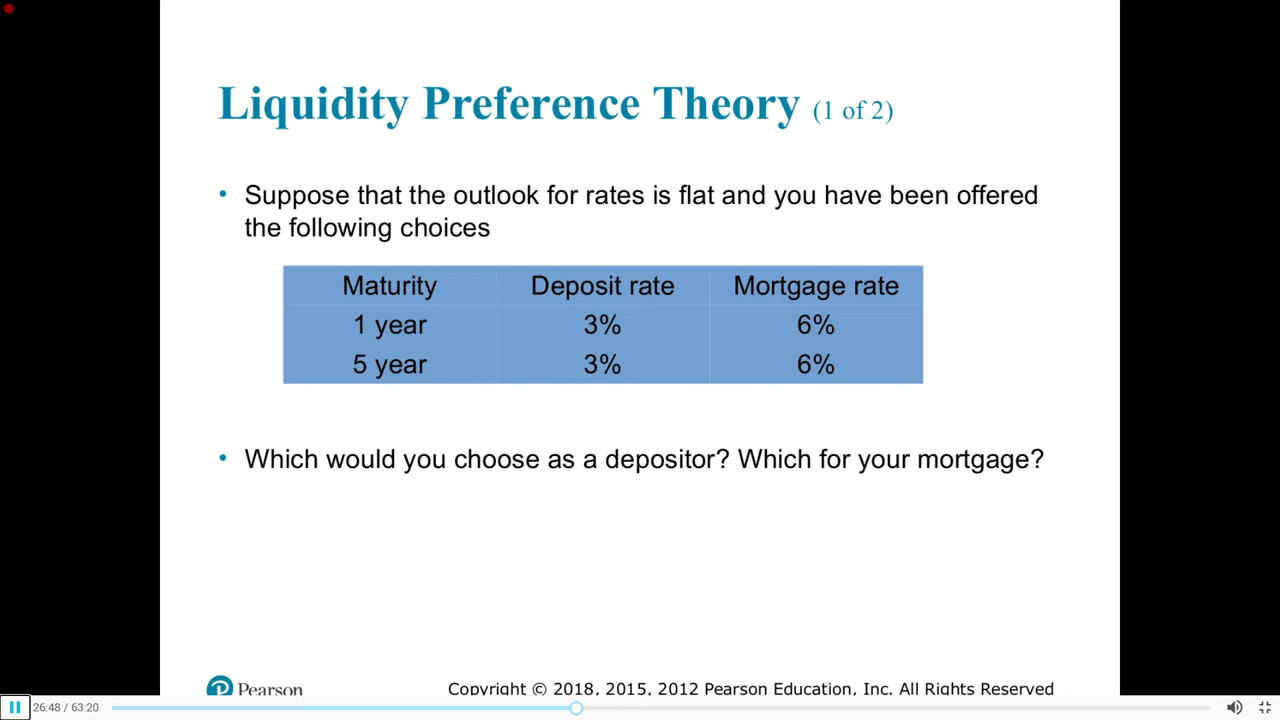 Liquidity Preference Theory (1 of 2)
• Suppose that the outlook for rates is flat and you have been offered
the following choices
Maturity Deposit rate Mortgage rate
1 year 3% 6%
5 year 3% 6%
• Which would you choose as a depositor? Which for your mortgage?
Pearson
Copyright © 2018, 2015, 2012 Pearson Education, Inc. All Rights Reserved
26:48 / 63:20